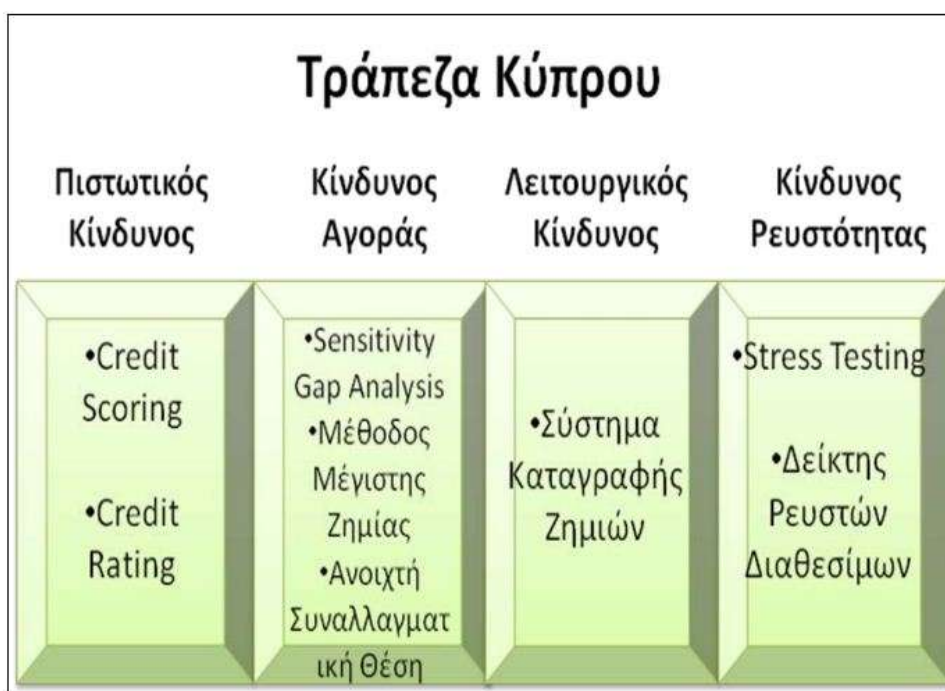 Τράπεζα Κύπρου
Πιστωτικός
Κίνδυνος
•Credit
Scoring
•Credit
Rating
Κίνδυνος
Αγοράς
•Sensitivity
Gap Analysis
•Μέθοδος
Μέγιστης
Ζημίας
•Ανοιχτή
Συναλλαγματ
ική Θέση
Λειτουργικός
Κίνδυνος
•Σύστημα
Καταγραφής
Ζημιών
Κίνδυνος
Ρευστότητας
•Stress Testing
•Δείκτης
Ρευστών
Διαθεσίμων